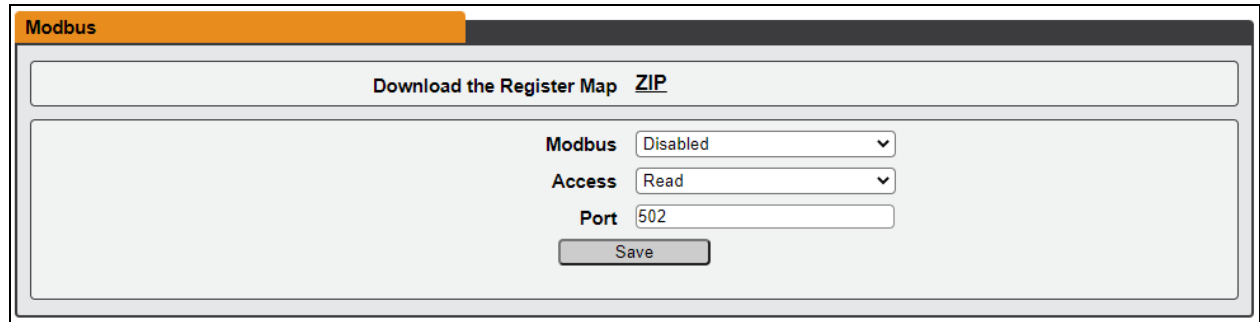 Modbus
Download the Register Map ZIP
Modbus Disabled
Access Read
Port 502
Save